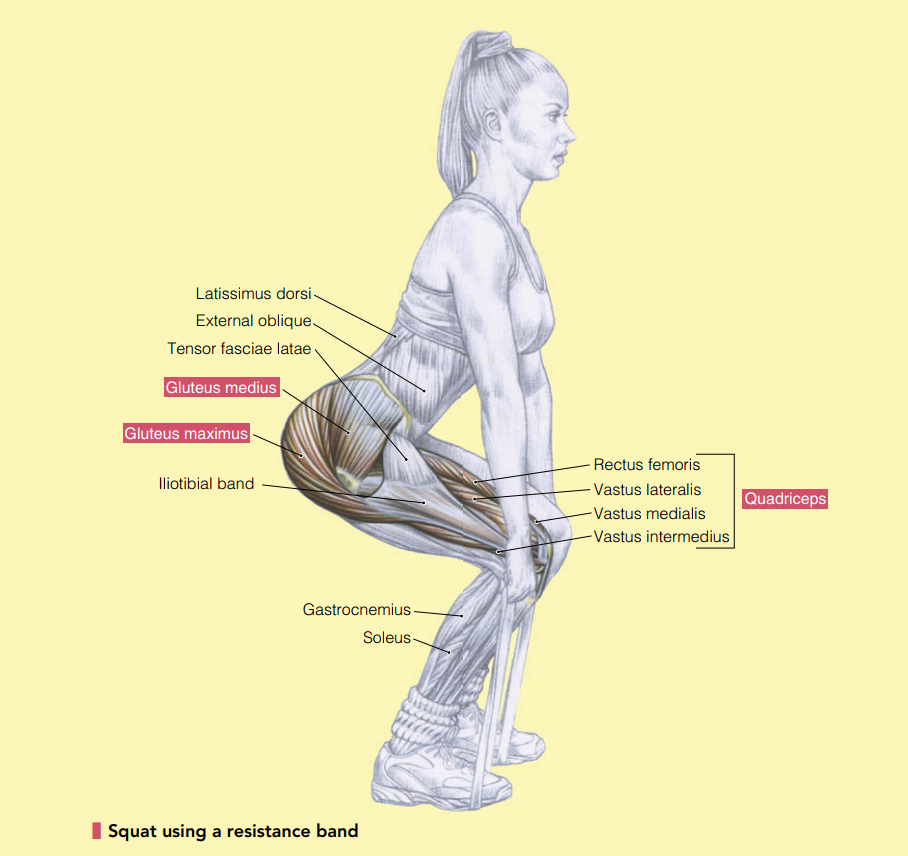 Latissimus dorsi
External oblique
Tensor fasciae latae
Gluteus medius
Gluteus maximus
Iliotibial band
Rectus femoris
Vastus lateralis
Vastus medialis
Vastus intermedius
Quadriceps
Gastrocnemius
Soleus
Squat using a resistance band